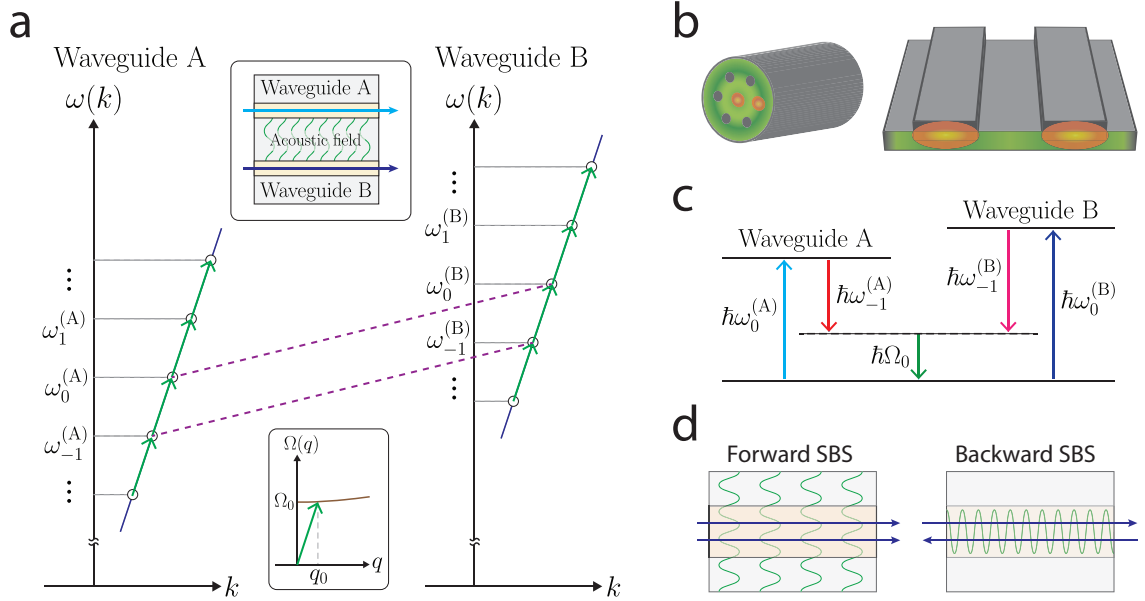 a
Waveguide A
ω(k)
⋮
ω₁⁽ᴬ⁾
ω₀⁽ᴬ⁾
ω₋₁⁽ᴬ⁾
⋮
k
Waveguide A
Acoustic field
Waveguide B
Ω(q)
Ω₀
q₀
q
Waveguide B
ω(k)
⋮
ω₁⁽ᴮ⁾
ω₀⁽ᴮ⁾
ω₋₁⁽ᴮ⁾
⋮
k
b
c
Waveguide A
Waveguide B
ħω₀⁽ᴬ⁾
ħω₋₁⁽ᴬ⁾
ħω₋₁⁽ᴮ⁾
ħω₀⁽ᴮ⁾
ħΩ₀
d
Forward SBS
Backward SBS